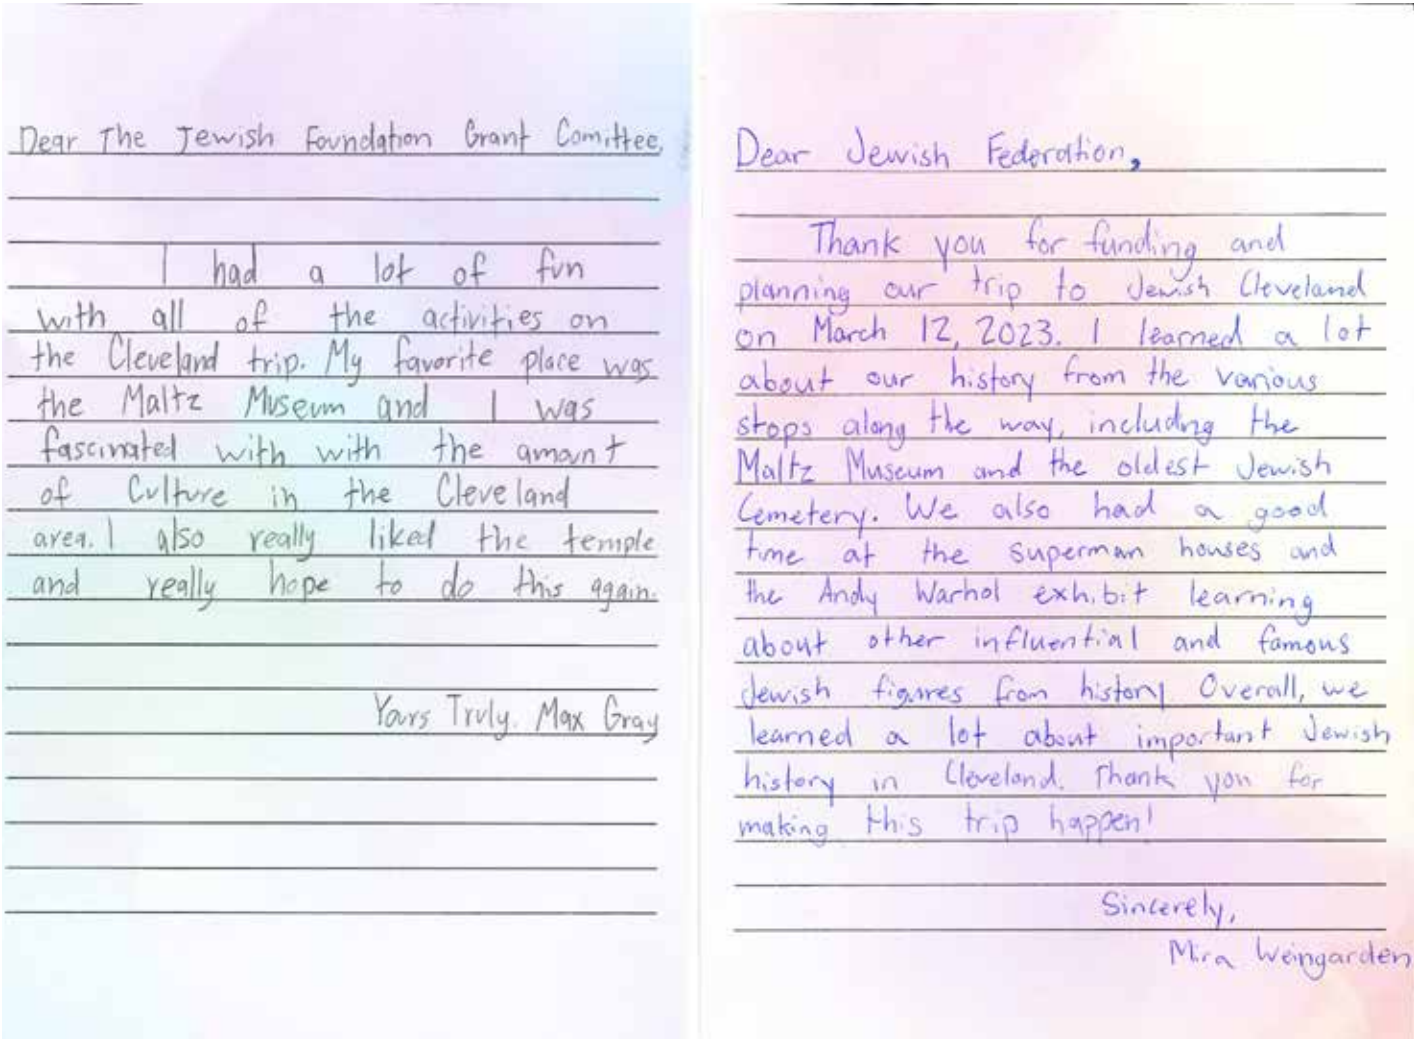 Dear The Jewish Foundation Grant Comittee,
I had a lot of fun
with all of the activities on
the Cleveland trip. My favorite place was
the Maltz Museum and I was
fascinated with with the amount
of Culture in the Cleveland
area. I also really liked the temple
and really hope to do this again.
Yours Truly. Max Gray
Dear Jewish Federation,
Thank you for funding and
planning our trip to Jewish Cleveland
on March 12, 2023. I learned a lot
about our history from the various
stops along the way, including the
Maltz Museum and the oldest Jewish
Cemetery. We also had a good
time at the superman houses and
the Andy Warhol exhibit learning
about other influential and famous
Jewish figures from history Overall, we
learned a lot about important Jewish
history in Cleveland. Thank you for
making this trip happen!
Sincerely,
Mira Weingarden